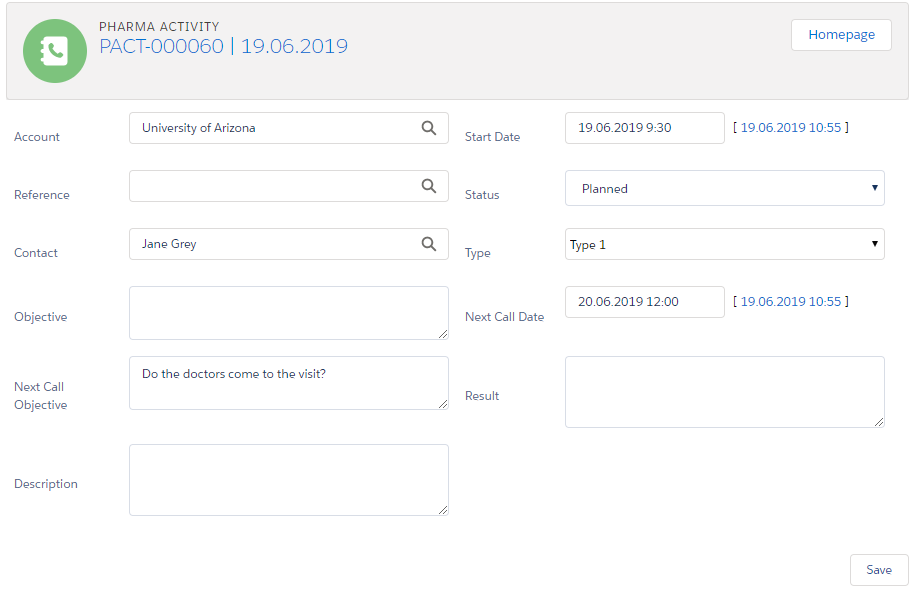 PHARMA ACTIVITY
PACT-000060 | 19.06.2019
Homepage
Account
University of Arizona
Start Date
19.06.2019 9:30
[ 19.06.2019 10:55 ]
Reference
Status
Planned
Contact
Jane Grey
Type
Type 1
Objective
Next Call Date
20.06.2019 12:00
[ 19.06.2019 10:55 ]
Next Call
Objective
Do the doctors come to the visit?
Result
Description
Save